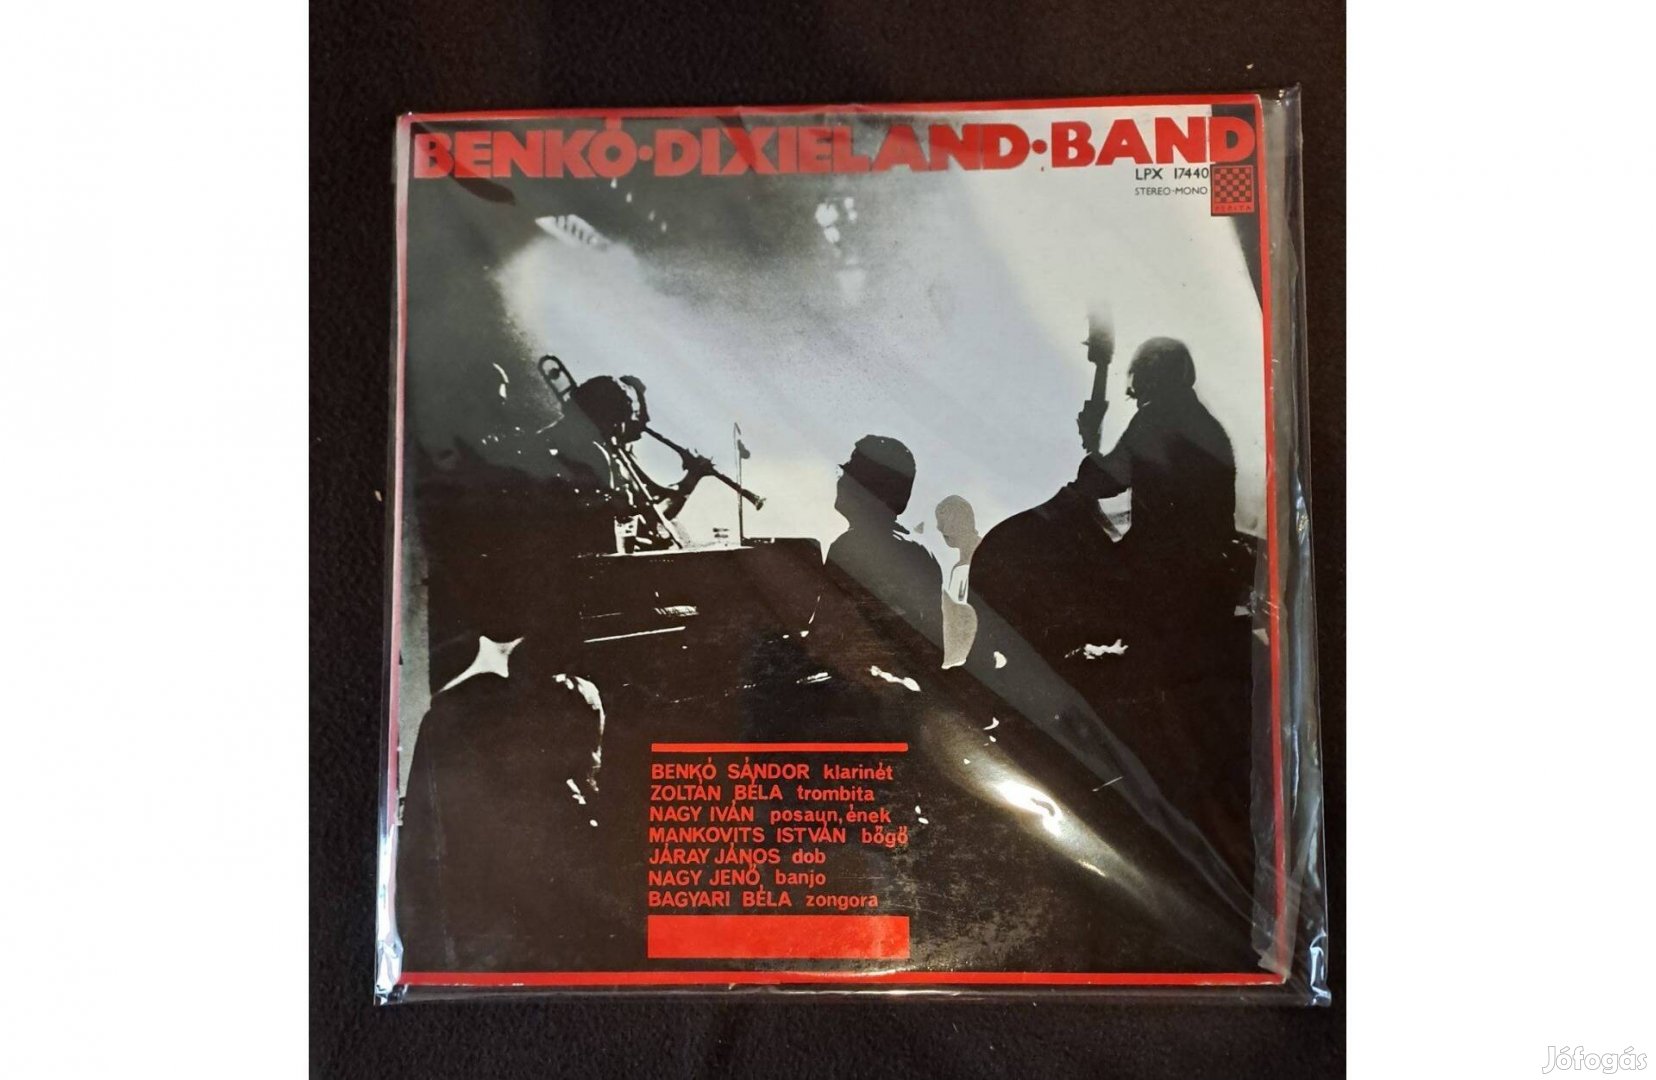 BENKÓ·DIXIELAND·BAND
LPX 17440
STEREO-MONO
PEPITA
BENKÓ SÁNDOR klarinét
ZOLTÁN BÉLA trombita
NAGY IVÁN posaun, ének
MANKOVITS ISTVÁN bőgő
JÁRAY JÁNOS dob
NAGY JENŐ banjo
BAGYARI BÉLA zongora
Jófogás